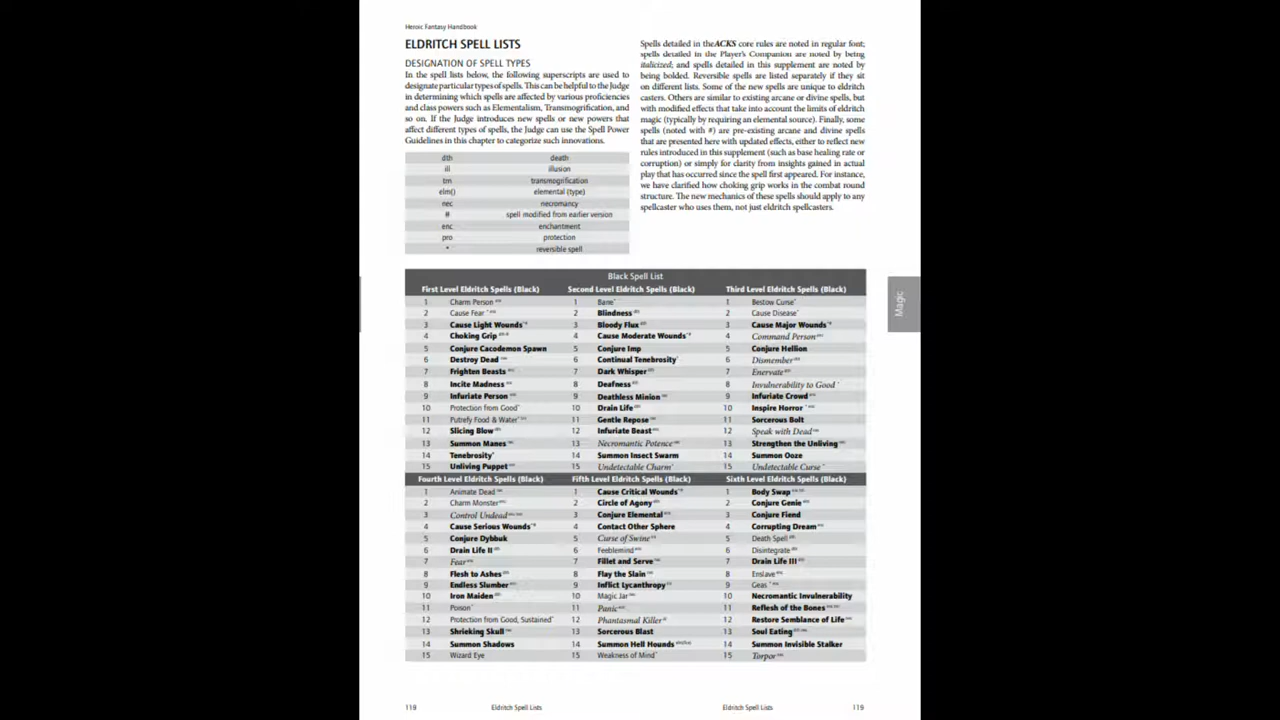 Heroic Fantasy Handbook
ELDRITCH SPELL LISTS
DESIGNATION OF SPELL TYPES
In the spell lists below, the following superscripts are used to
designate particular types of spells. This can be helpful to the Judge
in determining which spells are affected by various proficiencies
and class powers such as Elementalism, Transmogrification, and
so on. If the Judge introduces new spells or new powers that
affect different types of spells, the Judge can use the Spell Power
Guidelines in this chapter to categorize such innovations.
dth death
ill illusion
trn transmogrification
elm() elemental (type)
nec necromancy
# spell modified from earlier version
enc enchantment
pro protection
* reversible spell
Spells detailed in the ACKS core rules are noted in regular font;
spells detailed in the Player's Companion are noted by being
italicized; and spells detailed in this supplement are noted by
being bolded. Reversible spells are listed separately if they sit
on different lists. Some of the new spells are unique to eldritch
casters. Others are similar to existing arcane or divine spells, but
with modified effects that take into account the limits of eldritch
magic (typically by requiring an elemental source). Finally, some
spells (noted with #) are pre-existing arcane and divine spells
that are presented here with updated effects, either to reflect new
rules introduced in this supplement (such as base healing rate or
corruption) or simply for clarity from insights gained in actual
play that has occurred since the spell first appeared. For instance,
we have clarified how choking grip works in the combat round
structure. The new mechanics of these spells should apply to any
spellcaster who uses them, not just eldritch spellcasters.
Magic
Black Spell List
First Level Eldritch Spells (Black) Second Level Eldritch Spells (Black) Third Level Eldritch Spells (Black)
1 Charm Person 1 Bane* 1 Bestow Curse*
2 Cause Fear * 2 Blindness 2 Cause Disease*
3 Cause Light Wounds*# 3 Bloody Flux 3 Cause Major Wounds*#
4 Choking Grip 4 Cause Moderate Wounds*# 4 Command Person
5 Conjure Cacodemon Spawn 5 Conjure Imp 5 Conjure Hellion
6 Destroy Dead 6 Continual Tenebrosity* 6 Dismember
7 Frighten Beasts 7 Dark Whisper 7 Enervate
8 Incite Madness 8 Deafness 8 Invulnerability to Good *
9 Infuriate Person 9 Deathless Minion 9 Infuriate Crowd
10 Protection from Good* 10 Drain Life 10 Inspire Horror *
11 Putrefy Food & Water* 11 Gentle Repose 11 Sorcerous Bolt
12 Slicing Blow 12 Infuriate Beast 12 Speak with Dead
13 Summon Manes 13 Necromantic Potence 13 Strengthen the Unliving
14 Tenebrosity* 14 Summon Insect Swarm 14 Summon Ooze
15 Unliving Puppet 15 Undetectable Charm* 15 Undetectable Curse *
Fourth Level Eldritch Spells (Black) Fifth Level Eldritch Spells (Black) Sixth Level Eldritch Spells (Black)
1 Animate Dead 1 Cause Critical Wounds*# 1 Body Swap
2 Charm Monster 2 Circle of Agony 2 Conjure Genie
3 Control Undead 3 Conjure Elemental 3 Conjure Fiend
4 Cause Serious Wounds*# 4 Contact Other Sphere 4 Corrupting Dream
5 Conjure Dybbuk 5 Curse of Swine 5 Death Spell
6 Drain Life II 6 Feeblemind 6 Disintegrate
7 Fear 7 Fillet and Serve 7 Drain Life III
8 Flesh to Ashes 8 Flay the Slain 8 Enslave
9 Endless Slumber 9 Inflict Lycanthropy 9 Geas *
10 Iron Maiden 10 Magic Jar 10 Necromantic Invulnerability
11 Poison* 11 Panic 11 Reflesh of the Bones
12 Protection from Good, Sustained* 12 Phantasmal Killer 12 Restore Semblance of Life
13 Shrieking Skull 13 Sorcerous Blast 13 Soul Eating
14 Summon Shadows 14 Summon Hell Hounds 14 Summon Invisible Stalker
15 Wizard Eye 15 Weakness of Mind* 15 Torpor
119 Eldritch Spell Lists Eldritch Spell Lists 119